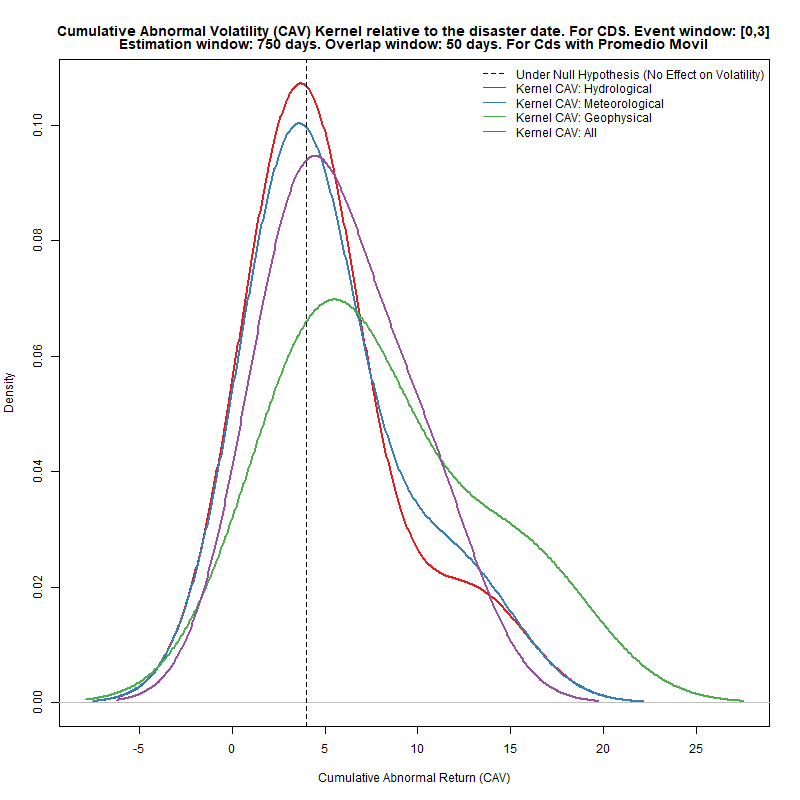 Cumulative Abnormal Volatility (CAV) Kernel relative to the disaster date. For CDS. Event window: [0,3]
Estimation window: 750 days. Overlap window: 50 days. For Cds with Promedio Movil
Under Null Hypothesis (No Effect on Volatility)
Kernel CAV: Hydrological
Kernel CAV: Meteorological
Kernel CAV: Geophysical
Kernel CAV: All
Density
0.10
0.08
0.06
0.04
0.02
0.00
-5 0 5 10 15 20 25
Cumulative Abnormal Return (CAV)